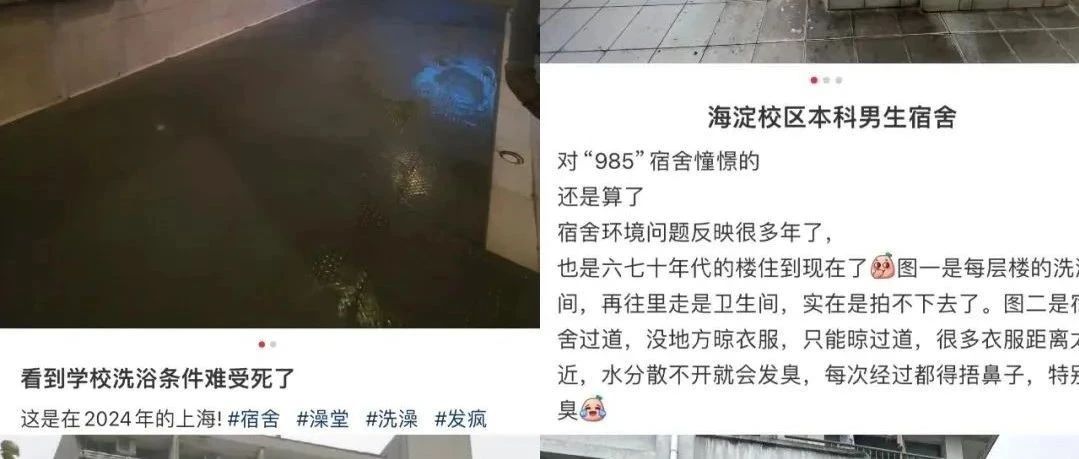 看到学校洗浴条件难受死了
这是在2024年的上海! #宿舍 #澡堂 #洗澡 #发疯
海淀校区本科男生宿舍
对“985”宿舍憧憬的
还是算了
宿舍环境问题反映很多年了，
也是六七十年代的楼住到现在了图一是每层楼的洗
间，再往里走是卫生间，实在是拍不下去了。图二是宿
舍过道，没地方晾衣服，只能晾过道，很多衣服距离太
近，水分散不开就会发臭，每次经过都得捂鼻子，特别
臭